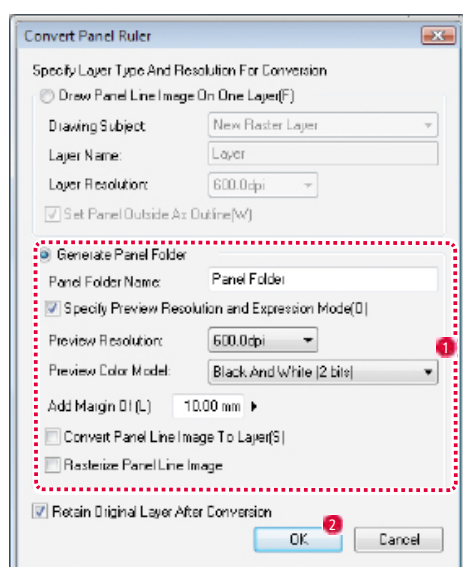 Convert Panel Ruler
Specify Layer Type And Resolution For Conversion
Draw Panel Line Image On One Layer(F)
Drawing Subject: New Raster Layer
Layer Name: Layer
Layer Resolution: 600.0dpi
Set Panel Outside As Outline(W)
Generate Panel Folder
Panel Folder Name: Panel Folder
Specify Preview Resolution and Expression Mode(D)
Preview Resolution: 600.0dpi
1
Preview Color Model: Black And White (2 bits)
Add Margin Of (L) 10.00 mm
Convert Panel Line Image To Layer(S)
Rasterize Panel Line Image
Retain Original Layer After Conversion
2
OK Cancel